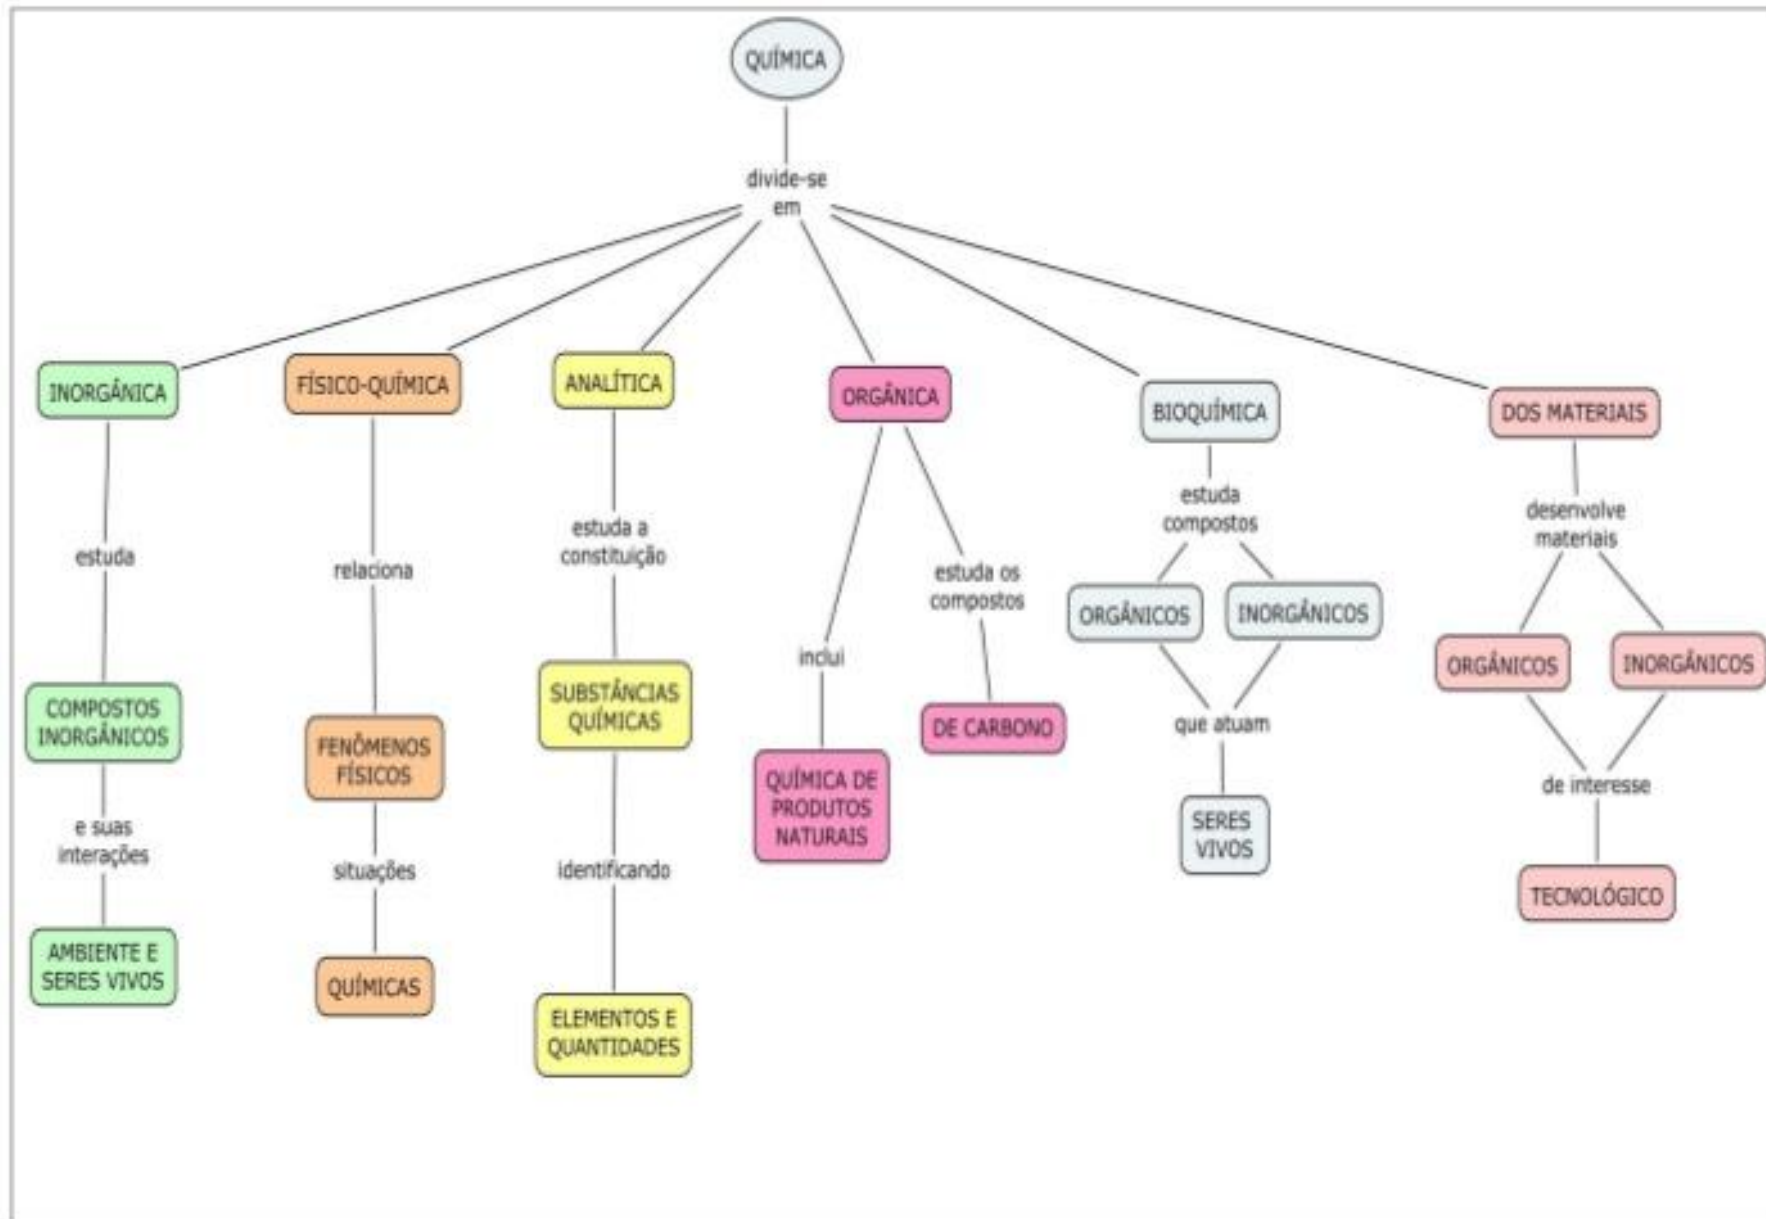 QUÍMICA
divide-se
em
INORGÂNICA
estuda
COMPOSTOS
INORGÂNICOS
e suas
interações
AMBIENTE E
SERES VIVOS
FÍSICO-QUÍMICA
relaciona
FENÔMENOS
FÍSICOS
situações
QUÍMICAS
ANALÍTICA
estuda a
constituição
SUBSTÂNCIAS
QUÍMICAS
identificando
ELEMENTOS E
QUANTIDADES
ORGÂNICA
inclui
QUÍMICA DE
PRODUTOS
NATURAIS
estuda os
compostos
DE CARBONO
BIOQUÍMICA
estuda
compostos
ORGÂNICOS
INORGÂNICOS
que atuam
SERES
VIVOS
DOS MATERIAIS
desenvolve
materiais
ORGÂNICOS
INORGÂNICOS
de interesse
TECNOLÓGICO